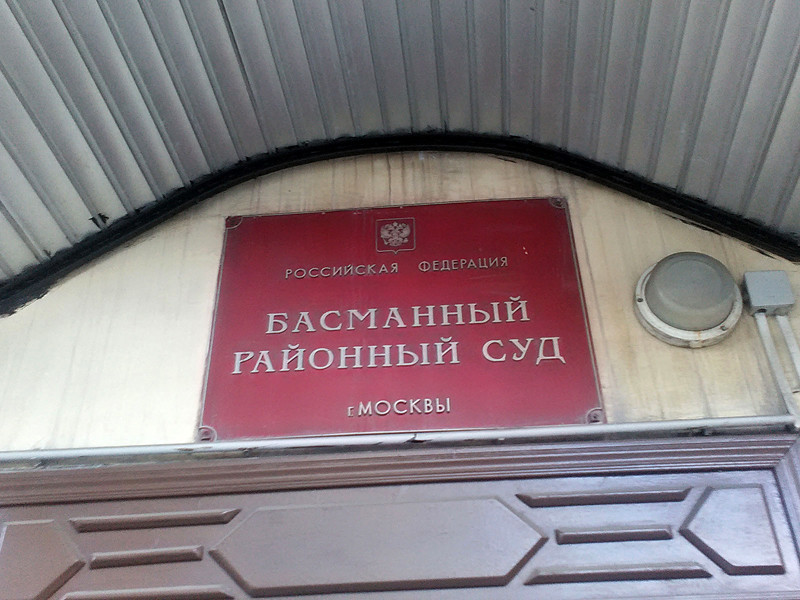 РОССИЙСКАЯ ФЕДЕРАЦИЯ
БАСМАННЫЙ
РАЙОННЫЙ СУД
г. МОСКВЫ